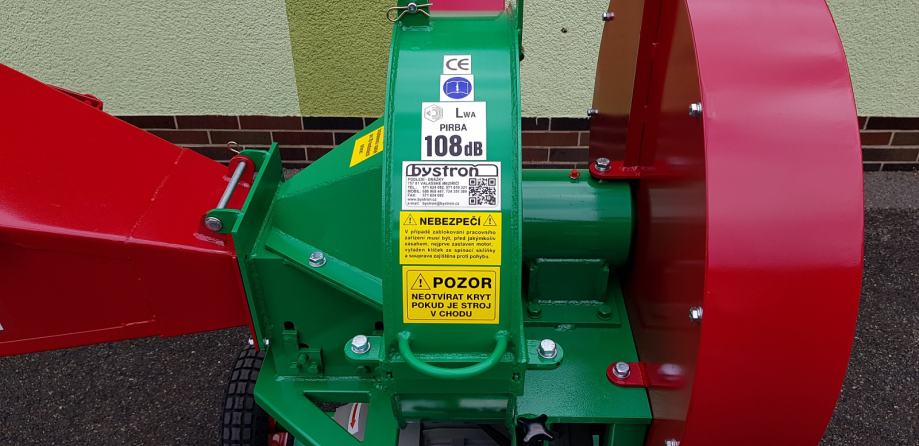 CE
LWA
PIRBA
108dB
bystroň
NEBEZPEČÍ
V případě zablokování pracovního
zařízení musí být, před jakýmkoliv
zásahem, nejprve zastaven motor,
vytažen klíček ze spínací skříňky
a souprava zajištěna proti pohybu.
POZOR
NEOTVÍRAT KRYT
POKUD JE STROJ
V CHODU